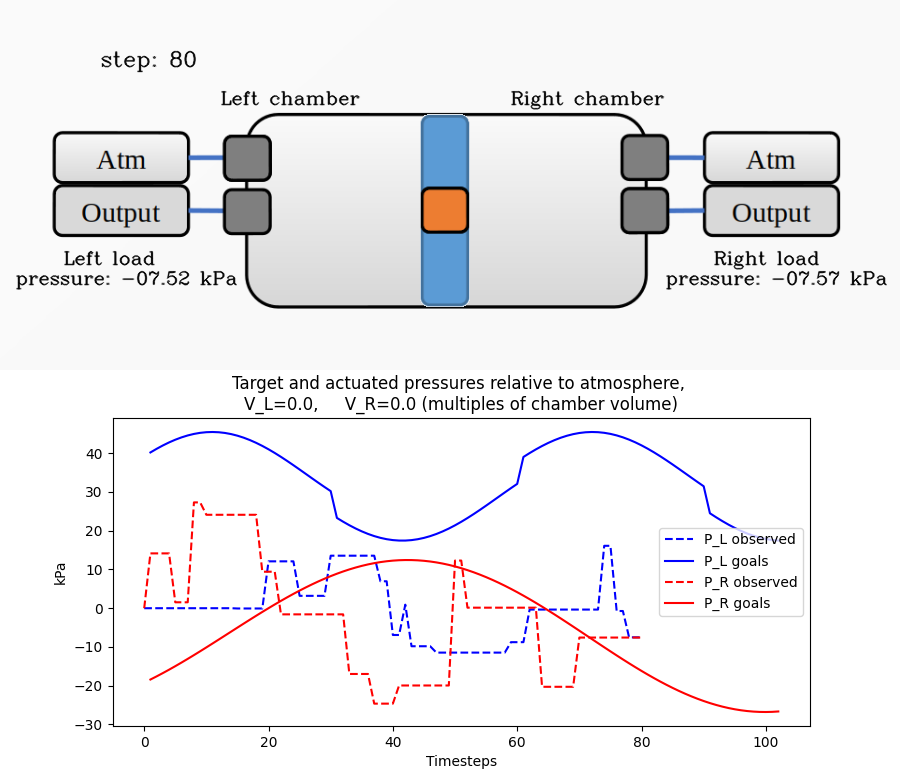 step: 80
Left chamber
Right chamber
Atm
Output
Left load
pressure: −07.52 kPa
Atm
Output
Right load
pressure: −07.57 kPa
Target and actuated pressures relative to atmosphere,
V_L=0.0, V_R=0.0 (multiples of chamber volume)
40
30
20
10
0
−10
−20
−30
kPa
P_L observed
P_L goals
P_R observed
P_R goals
0 20 40 60 80 100
Timesteps